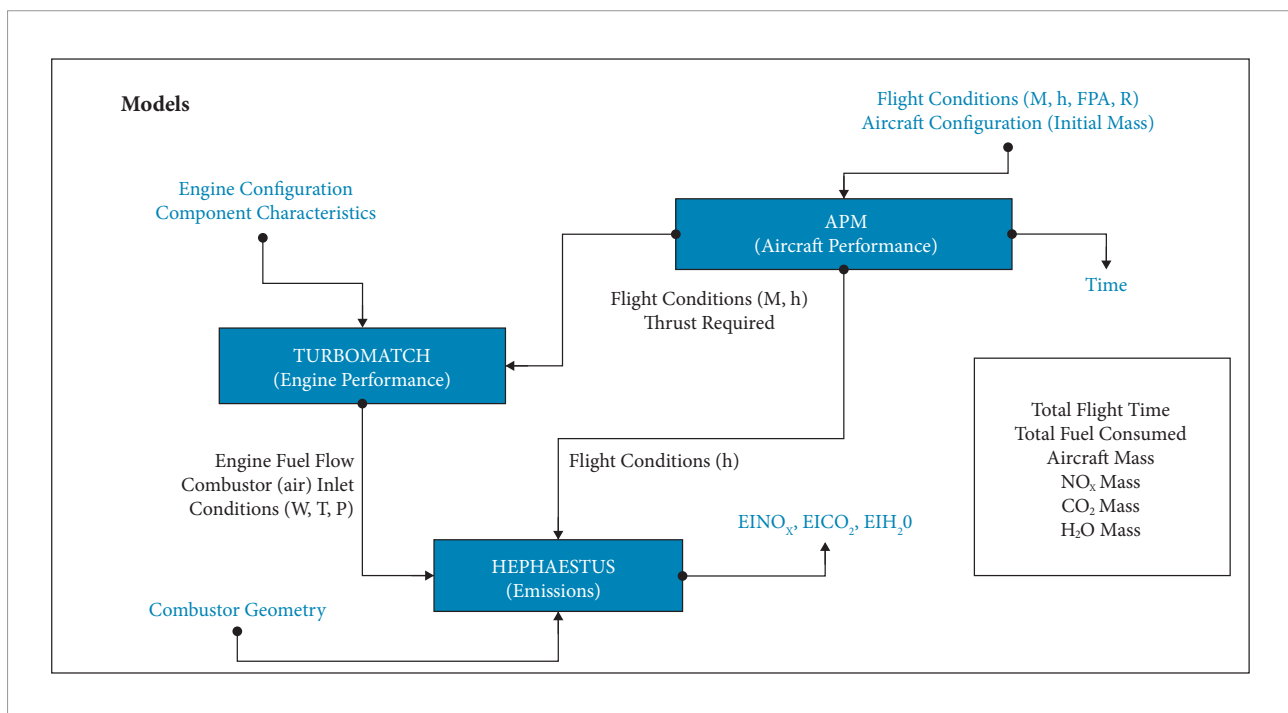 Models
Flight Conditions (M, h, FPA, R)
Aircraft Configuration (Initial Mass)
Engine Configuration
Component Characteristics
APM
(Aircraft Performance)
Time
Flight Conditions (M, h)
Thrust Required
TURBOMATCH
(Engine Performance)
Total Flight Time
Total Fuel Consumed
Aircraft Mass
NOₓ Mass
CO₂ Mass
H₂O Mass
Engine Fuel Flow
Combustor (air) Inlet
Conditions (W, T, P)
Flight Conditions (h)
EINOₓ, EICO₂, EIH₂0
HEPHAESTUS
(Emissions)
Combustor Geometry